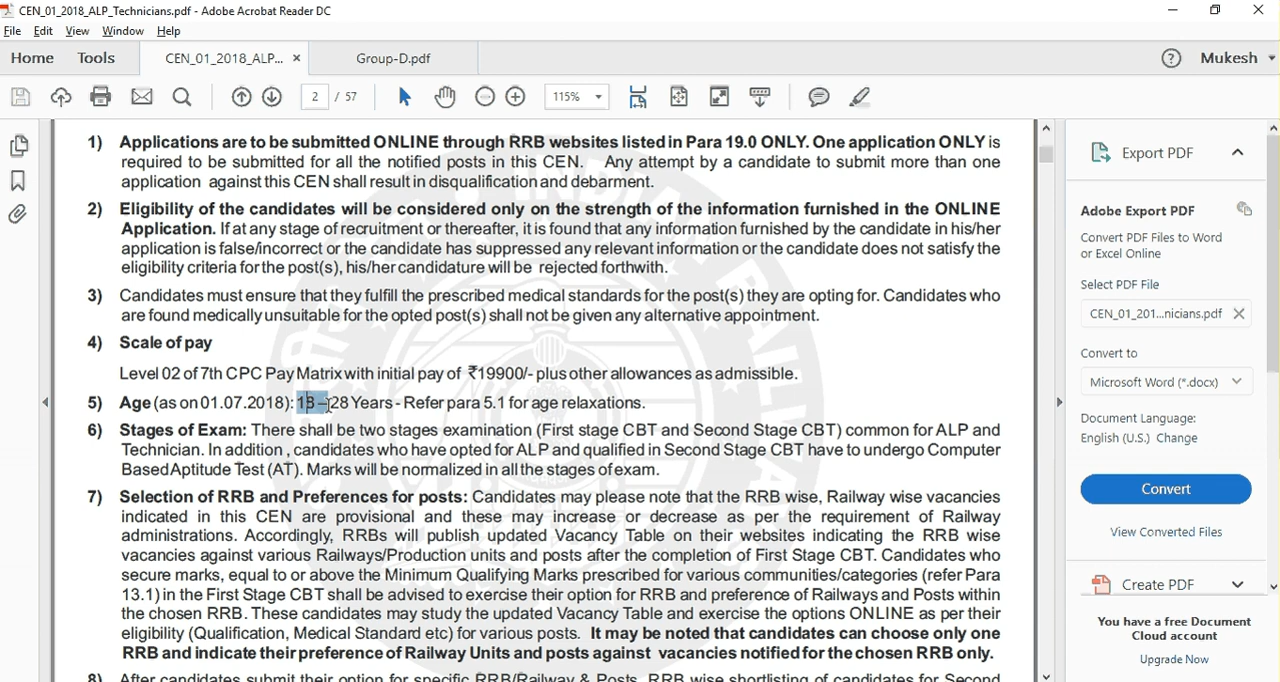 CEN_01_2018_ALP_Technicians.pdf - Adobe Acrobat Reader DC
File Edit View Window Help
Home Tools CEN_01_2018_ALP... × Group-D.pdf Mukesh
2 / 57 115%
1) Applications are to be submitted ONLINE through RRB websites listed in Para 19.0 ONLY. One application ONLY is
required to be submitted for all the notified posts in this CEN. Any attempt by a candidate to submit more than one
application against this CEN shall result in disqualification and debarment.
2) Eligibility of the candidates will be considered only on the strength of the information furnished in the ONLINE
Application. If at any stage of recruitment or thereafter, it is found that any information furnished by the candidate in his/her
application is false/incorrect or the candidate has suppressed any relevant information or the candidate does not satisfy the
eligibility criteria for the post(s), his/her candidature will be rejected forthwith.
3) Candidates must ensure that they fulfill the prescribed medical standards for the post(s) they are opting for. Candidates who
are found medically unsuitable for the opted post(s) shall not be given any alternative appointment.
4) Scale of pay
Level 02 of 7th CPC Pay Matrix with initial pay of ₹19900/- plus other allowances as admissible.
5) Age (as on 01.07.2018): 18 – 28 Years - Refer para 5.1 for age relaxations.
6) Stages of Exam: There shall be two stages examination (First stage CBT and Second Stage CBT) common for ALP and
Technician. In addition , candidates who have opted for ALP and qualified in Second Stage CBT have to undergo Computer
Based Aptitude Test (AT). Marks will be normalized in all the stages of exam.
7) Selection of RRB and Preferences for posts: Candidates may please note that the RRB wise, Railway wise vacancies
indicated in this CEN are provisional and these may increase or decrease as per the requirement of Railway
administrations. Accordingly, RRBs will publish updated Vacancy Table on their websites indicating the RRB wise
vacancies against various Railways/Production units and posts after the completion of First Stage CBT. Candidates who
secure marks, equal to or above the Minimum Qualifying Marks prescribed for various communities/categories (refer Para
13.1) in the First Stage CBT shall be advised to exercise their option for RRB and preference of Railways and Posts within
the chosen RRB. These candidates may study the updated Vacancy Table and exercise the options ONLINE as per their
eligibility (Qualification, Medical Standard etc) for various posts. It may be noted that candidates can choose only one
RRB and indicate their preference of Railway Units and posts against vacancies notified for the chosen RRB only.
8) After candidates submit their option for specific RRB/Railway & Posts, RRB wise shortlisting of candidates for Second
Export PDF
Adobe Export PDF
Convert PDF Files to Word
or Excel Online
Select PDF File
CEN_01_201...nicians.pdf
Convert to
Microsoft Word (*.docx)
Document Language:
English (U.S.) Change
Convert
View Converted Files
Create PDF
You have a free Document
Cloud account
Upgrade Now